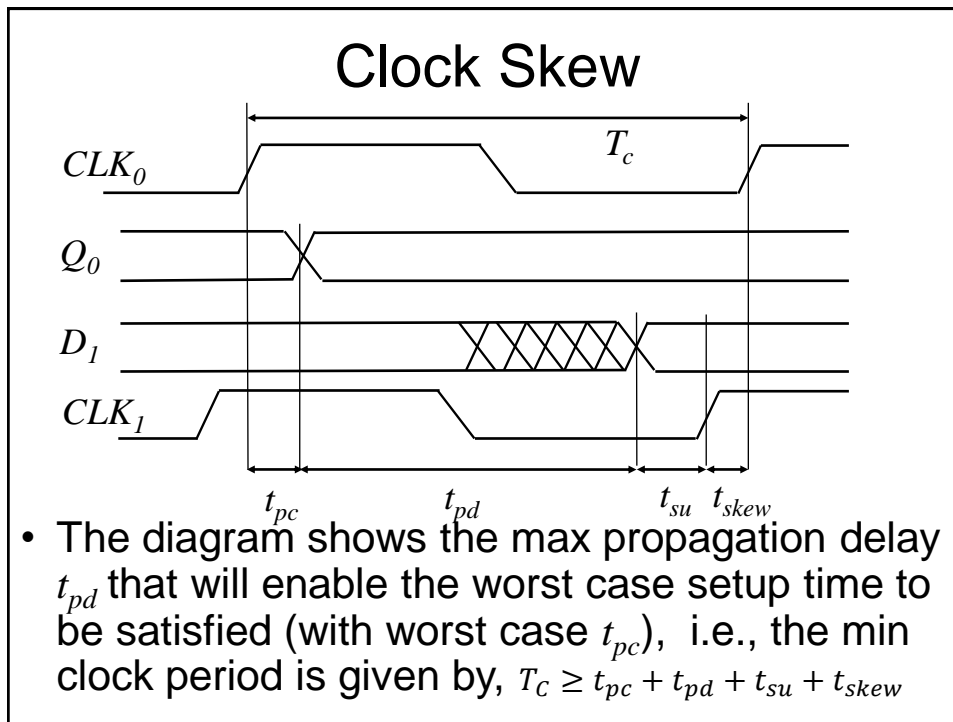 Clock Skew
T_c
CLK_0
Q_0
D_1
CLK_1
t_pc t_pd t_su t_skew
• The diagram shows the max propagation delay
t_pd that will enable the worst case setup time to
be satisfied (with worst case t_pc), i.e., the min
clock period is given by, T_C ≥ t_pc + t_pd + t_su + t_skew